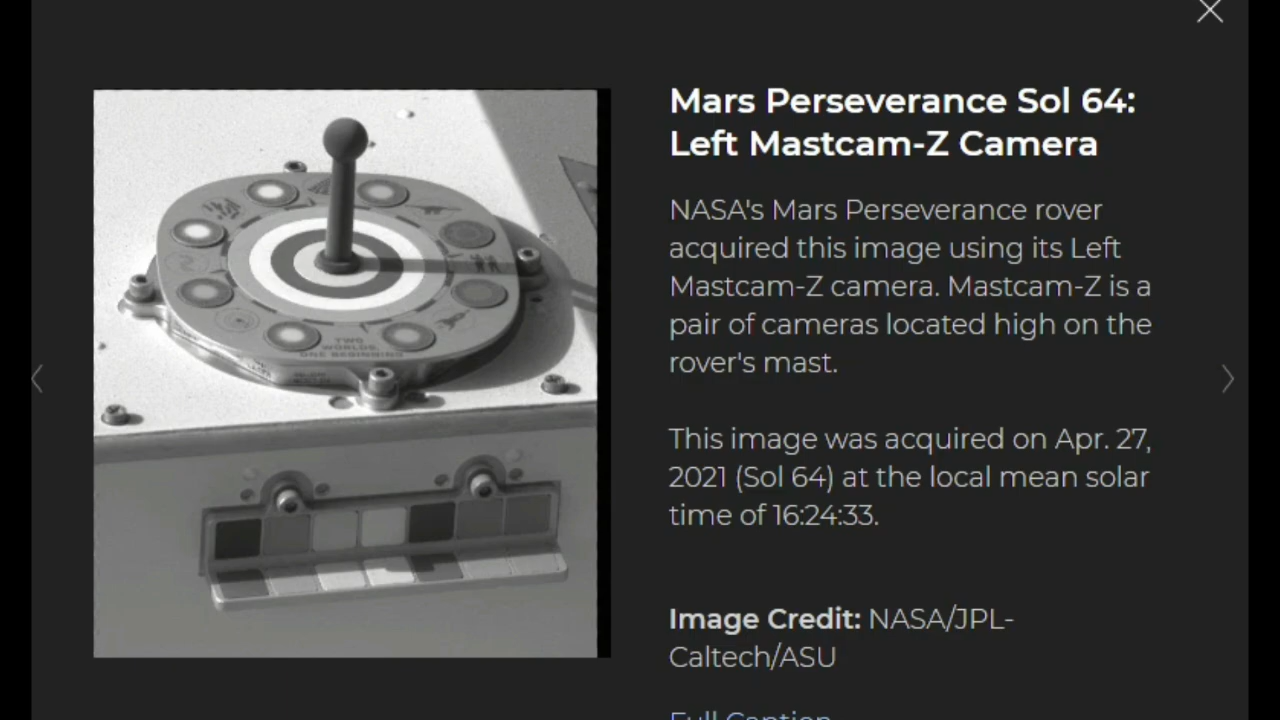 Mars Perseverance Sol 64:
Left Mastcam-Z Camera
NASA's Mars Perseverance rover
acquired this image using its Left
Mastcam-Z camera. Mastcam-Z is a
pair of cameras located high on the
rover's mast.
This image was acquired on Apr. 27,
2021 (Sol 64) at the local mean solar
time of 16:24:33.
Image Credit: NASA/JPL-
Caltech/ASU
Full Caption
TWO
WORLDS,
ONE BEGINNING